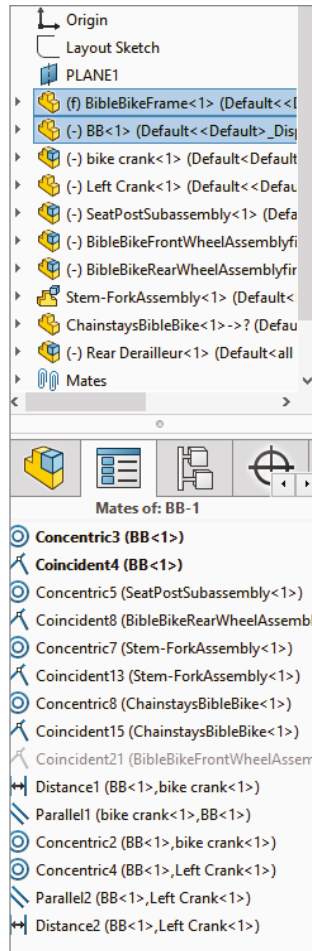 Origin
Layout Sketch
PLANE1
(f) BibleBikeFrame<1> (Default<<D
(-) BB<1> (Default<<Default>_Disp
(-) bike crank<1> (Default<Default
(-) Left Crank<1> (Default<<Defau
(-) SeatPostSubassembly<1> (Defa
(-) BibleBikeFrontWheelAssemblyfi
(-) BibleBikeRearWheelAssemblyfir
Stem-ForkAssembly<1> (Default<
ChainstaysBibleBike<1>->? (Defau
(-) Rear Derailleur<1> (Default<all
Mates
Mates of: BB-1
Concentric3 (BB<1>)
Coincident4 (BB<1>)
Concentric5 (SeatPostSubassembly<1>)
Coincident8 (BibleBikeRearWheelAssembl
Concentric7 (Stem-ForkAssembly<1>)
Coincident13 (Stem-ForkAssembly<1>)
Concentric8 (ChainstaysBibleBike<1>)
Coincident15 (ChainstaysBibleBike<1>)
Coincident21 (BibleBikeFrontWheelAssem
Distance1 (BB<1>,bike crank<1>)
Parallel1 (bike crank<1>,BB<1>)
Concentric2 (BB<1>,bike crank<1>)
Concentric4 (BB<1>,Left Crank<1>)
Parallel2 (BB<1>,Left Crank<1>)
Distance2 (BB<1>,Left Crank<1>)